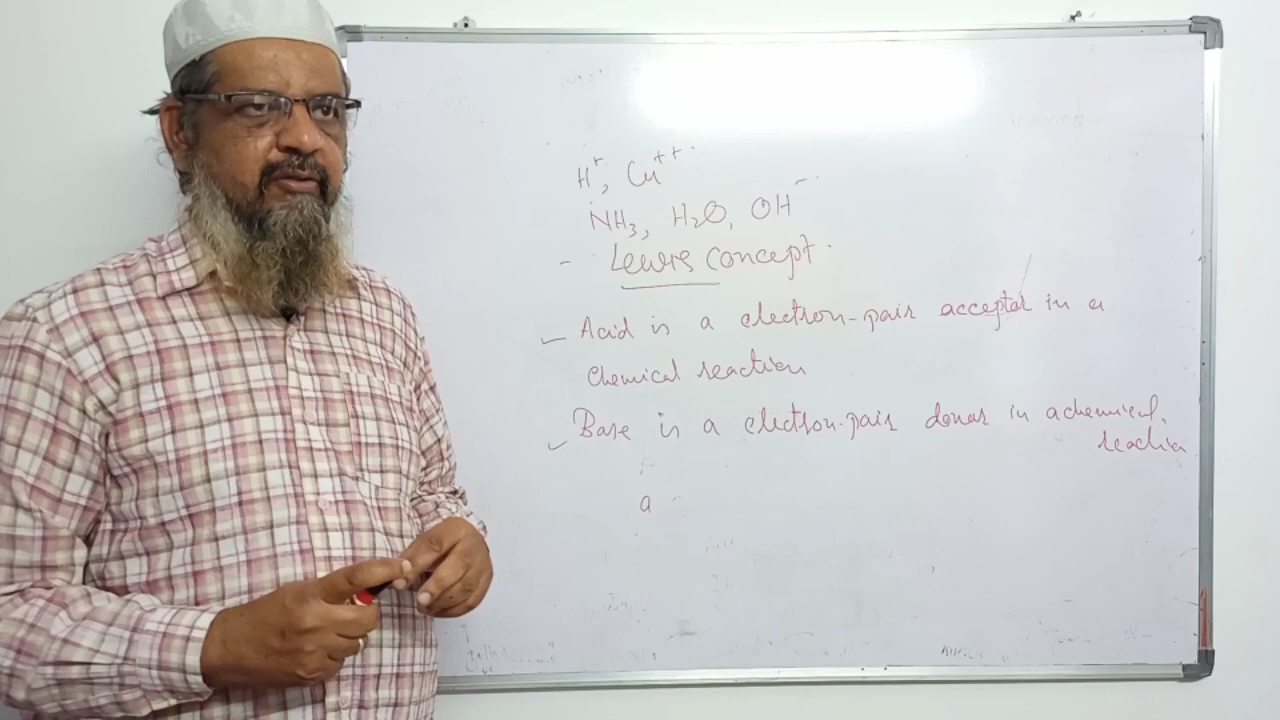 H⁺, Cu⁺⁺
NH₃, H₂O, OH⁻
- Lewis concept.
✓ Acid is a electron-pair acceptor in a
chemical reaction
✓ Base is a electron-pair donor in a chemical
reaction
a